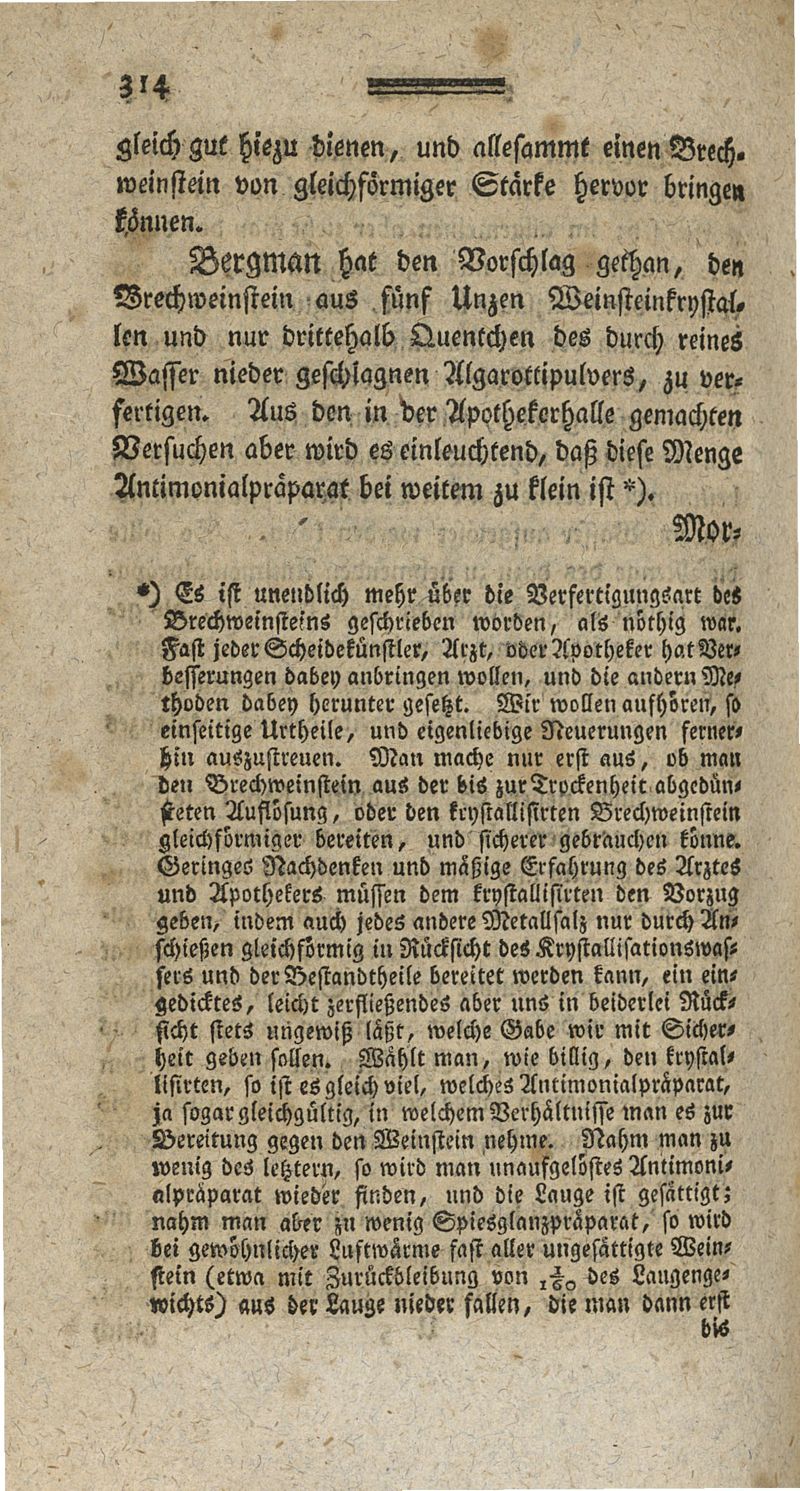 314
gleich gut hiezu dienen, und allesammt einen Brech-
weinstein von gleichförmiger Stärke hervor bringen
können.
Bergman hat den Vorschlag gethan, den
Brechweinstein aus fünf Unzen Weinsteinkrystal-
len und nur drittehalb Quentchen des durch reines
Wasser nieder geschlagnen Algarottipulvers, zu ver-
fertigen. Aus den in der Apothekerhalle gemachten
Versuchen aber wird es einleuchtend, daß diese Menge
Antimonialpräparat bei weitem zu klein ist *).
Mor-
*) Es ist unendlich mehr über die Verfertigungsart des
Brechweinsteins geschrieben worden, als nöthig war.
Fast jeder Scheidekünstler, Arzt, oder Apotheker hat Ver-
besserungen dabey anbringen wollen, und die andern Me-
thoden dabey herunter gesetzt. Wir wollen aufhören, so
einseitige Urtheile, und eigenliebige Neuerungen ferner-
hin auszustreuen. Man mache nur erst aus, ob man
den Brechweinstein aus der bis zur Trockenheit abgedün-
steten Auflösung, oder den krystallisirten Brechweinstein
gleichförmiger bereiten, und sicherer gebrauchen könne.
Geringes Nachdenken und mäßige Erfahrung des Arztes
und Apothekers müssen dem krystallisirten den Vorzug
geben, indem auch jedes andere Metallsalz nur durch An-
schießen gleichförmig in Rücksicht des Krystallisationswas-
sers und der Bestandtheile bereitet werden kann, ein ein-
gedicktes, leicht zerfließendes aber uns in beiderlei Rück-
sicht stets ungewiß läßt, welche Gabe wir mit Sicher-
heit geben sollen. Wählt man, wie billig, den krystal-
lisirten, so ist es gleich viel, welches Antimonialpräparat,
ja sogar gleichgültig, in welchem Verhältnisse man es zur
Bereitung gegen den Weinstein nehme. Nahm man zu
wenig des letztern, so wird man unaufgelöstes Antimoni-
alpräparat wieder finden, und die Lauge ist gesättigt;
nahm man aber zu wenig Spiesglanzpräparat, so wird
bei gewöhnlicher Luftwärme fast aller ungesättigte Wein-
stein (etwa mit Zurückbleibung von des Laugenge-
wichts) aus der Lauge nieder fallen, die man dann erst
bis